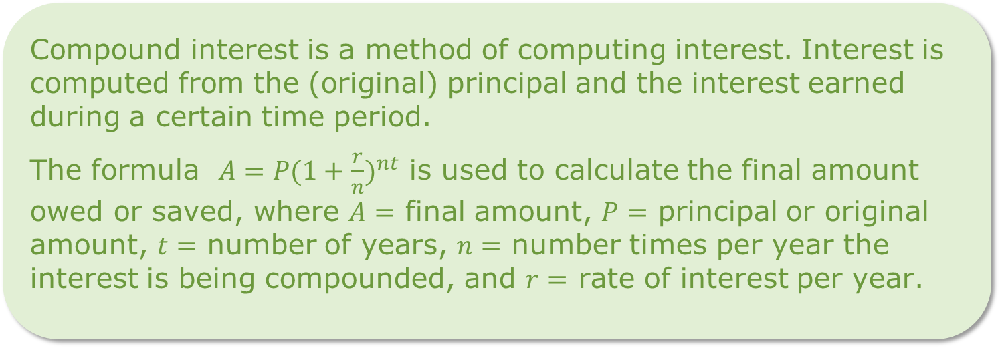 Compound interest is a method of computing interest. Interest is
computed from the (original) principal and the interest earned
during a certain time period.
The formula A = P(1 + r/n)^{nt} is used to calculate the final amount
owed or saved, where A = final amount, P = principal or original
amount, t = number of years, n = number times per year the
interest is being compounded, and r = rate of interest per year.